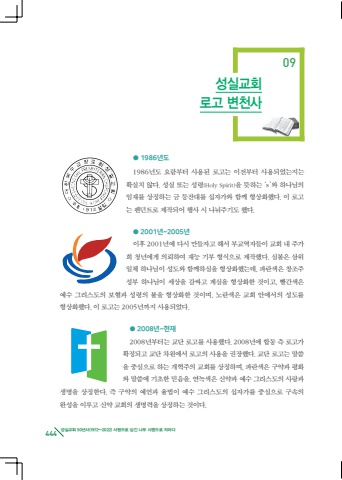 09
성실교회
로고 변천사
● 1986년도
1986년도 요람부터 사용된 로고는 이전부터 사용되었는지는
확실치 않다. 성실 또는 성령(Holy Spirit)을 뜻하는 'ㅅ'과 하나님의
임재를 상징하는 금 등잔대를 십자가와 함께 형상화했다. 이 로고
는 펜던트로 제작되어 행사 시 나눠주기도 했다.
● 2001년~2005년
이후 2001년에 다시 만들자고 해서 부교역자들이 교회 내 주가
희 청년에게 의뢰하여 재능 기부 형식으로 제작했다. 심볼은 삼위
일체 하나님이 성도와 함께하심을 형상화했는데, 파란색은 창조주
성부 하나님이 세상을 감싸고 계심을 형상화한 것이고, 빨간색은
예수 그리스도의 보혈과 성령의 불을 형상화한 것이며, 노란색은 교회 안에서의 성도를
형상화했다. 이 로고는 2005년까지 사용되었다.
● 2008년~현재
2008년부터는 교단 로고를 사용했다. 2008년에 합동 측 로고가
확정되고 교단 차원에서 로고의 사용을 권장했다. 교단 로고는 말씀
을 중심으로 하는 개혁주의 교회를 상징하며, 파란색은 구약과 평화
와 말씀에 기초한 믿음을, 연녹색은 신약과 예수 그리스도의 사랑과
생명을 상징한다. 즉 구약의 예언과 율법이 예수 그리스도의 십자가를 중심으로 구속의
완성을 이루고 신약 교회의 생명력을 상징하는 것이다.
444 성실교회 50년사(1972~2022) 사랑으로 심긴 나무 사랑으로 자라다